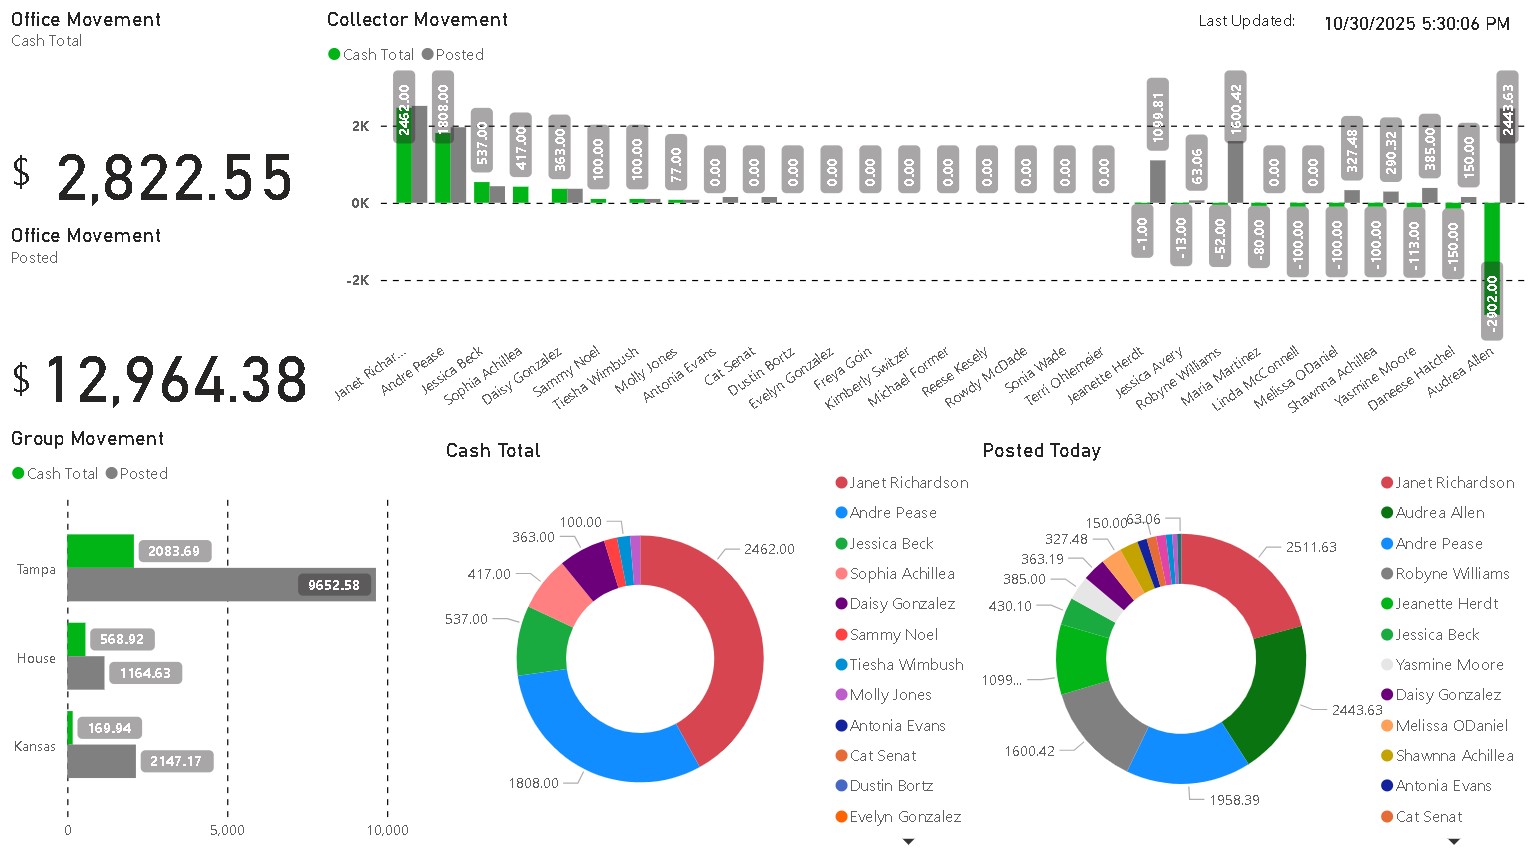 Office Movement
Cash Total
$ 2,822.55
Office Movement
Posted
$ 12,964.38
Collector Movement
Last Updated: 10/30/2025 5:30:06 PM
Cash Total Posted
2K
0K
-2K
2462.00
1808.00
537.00
417.00
363.00
100.00
100.00
77.00
0.00
0.00
0.00
0.00
0.00
0.00
0.00
0.00
0.00
0.00
0.00
-1.00
1099.81
-13.00
63.06
-52.00
1600.42
-80.00
0.00
-100.00
0.00
-100.00
327.48
-100.00
290.32
-113.00
385.00
-150.00
150.00
-2902.00
2443.63
Janet Richar...
Andre Pease
Jessica Beck
Sophia Achillea
Daisy Gonzalez
Sammy Noel
Tiesha Wimbush
Molly Jones
Antonia Evans
Cat Senat
Dustin Bortz
Evelyn Gonzalez
Freya Goin
Kimberly Switzer
Michael Former
Reese Kesely
Rowdy McDade
Sonia Wade
Terri Ohlemeier
Jeanette Herdt
Jessica Avery
Robyne Williams
Maria Martinez
Linda McConnell
Melissa ODaniel
Shawnna Achillea
Yasmine Moore
Daneese Hatchel
Audrea Allen
Group Movement
Cash Total Posted
Tampa
2083.69
9652.58
House
568.92
1164.63
Kansas
169.94
2147.17
0 5,000 10,000
Cash Total
100.00
363.00
417.00
537.00
1808.00
2462.00
Janet Richardson
Andre Pease
Jessica Beck
Sophia Achillea
Daisy Gonzalez
Sammy Noel
Tiesha Wimbush
Molly Jones
Antonia Evans
Cat Senat
Dustin Bortz
Evelyn Gonzalez
Posted Today
63.06
150.00
327.48
363.19
385.00
430.10
1099...
1600.42
1958.39
2443.63
2511.63
Janet Richardson
Audrea Allen
Andre Pease
Robyne Williams
Jeanette Herdt
Jessica Beck
Yasmine Moore
Daisy Gonzalez
Melissa ODaniel
Shawnna Achillea
Antonia Evans
Cat Senat